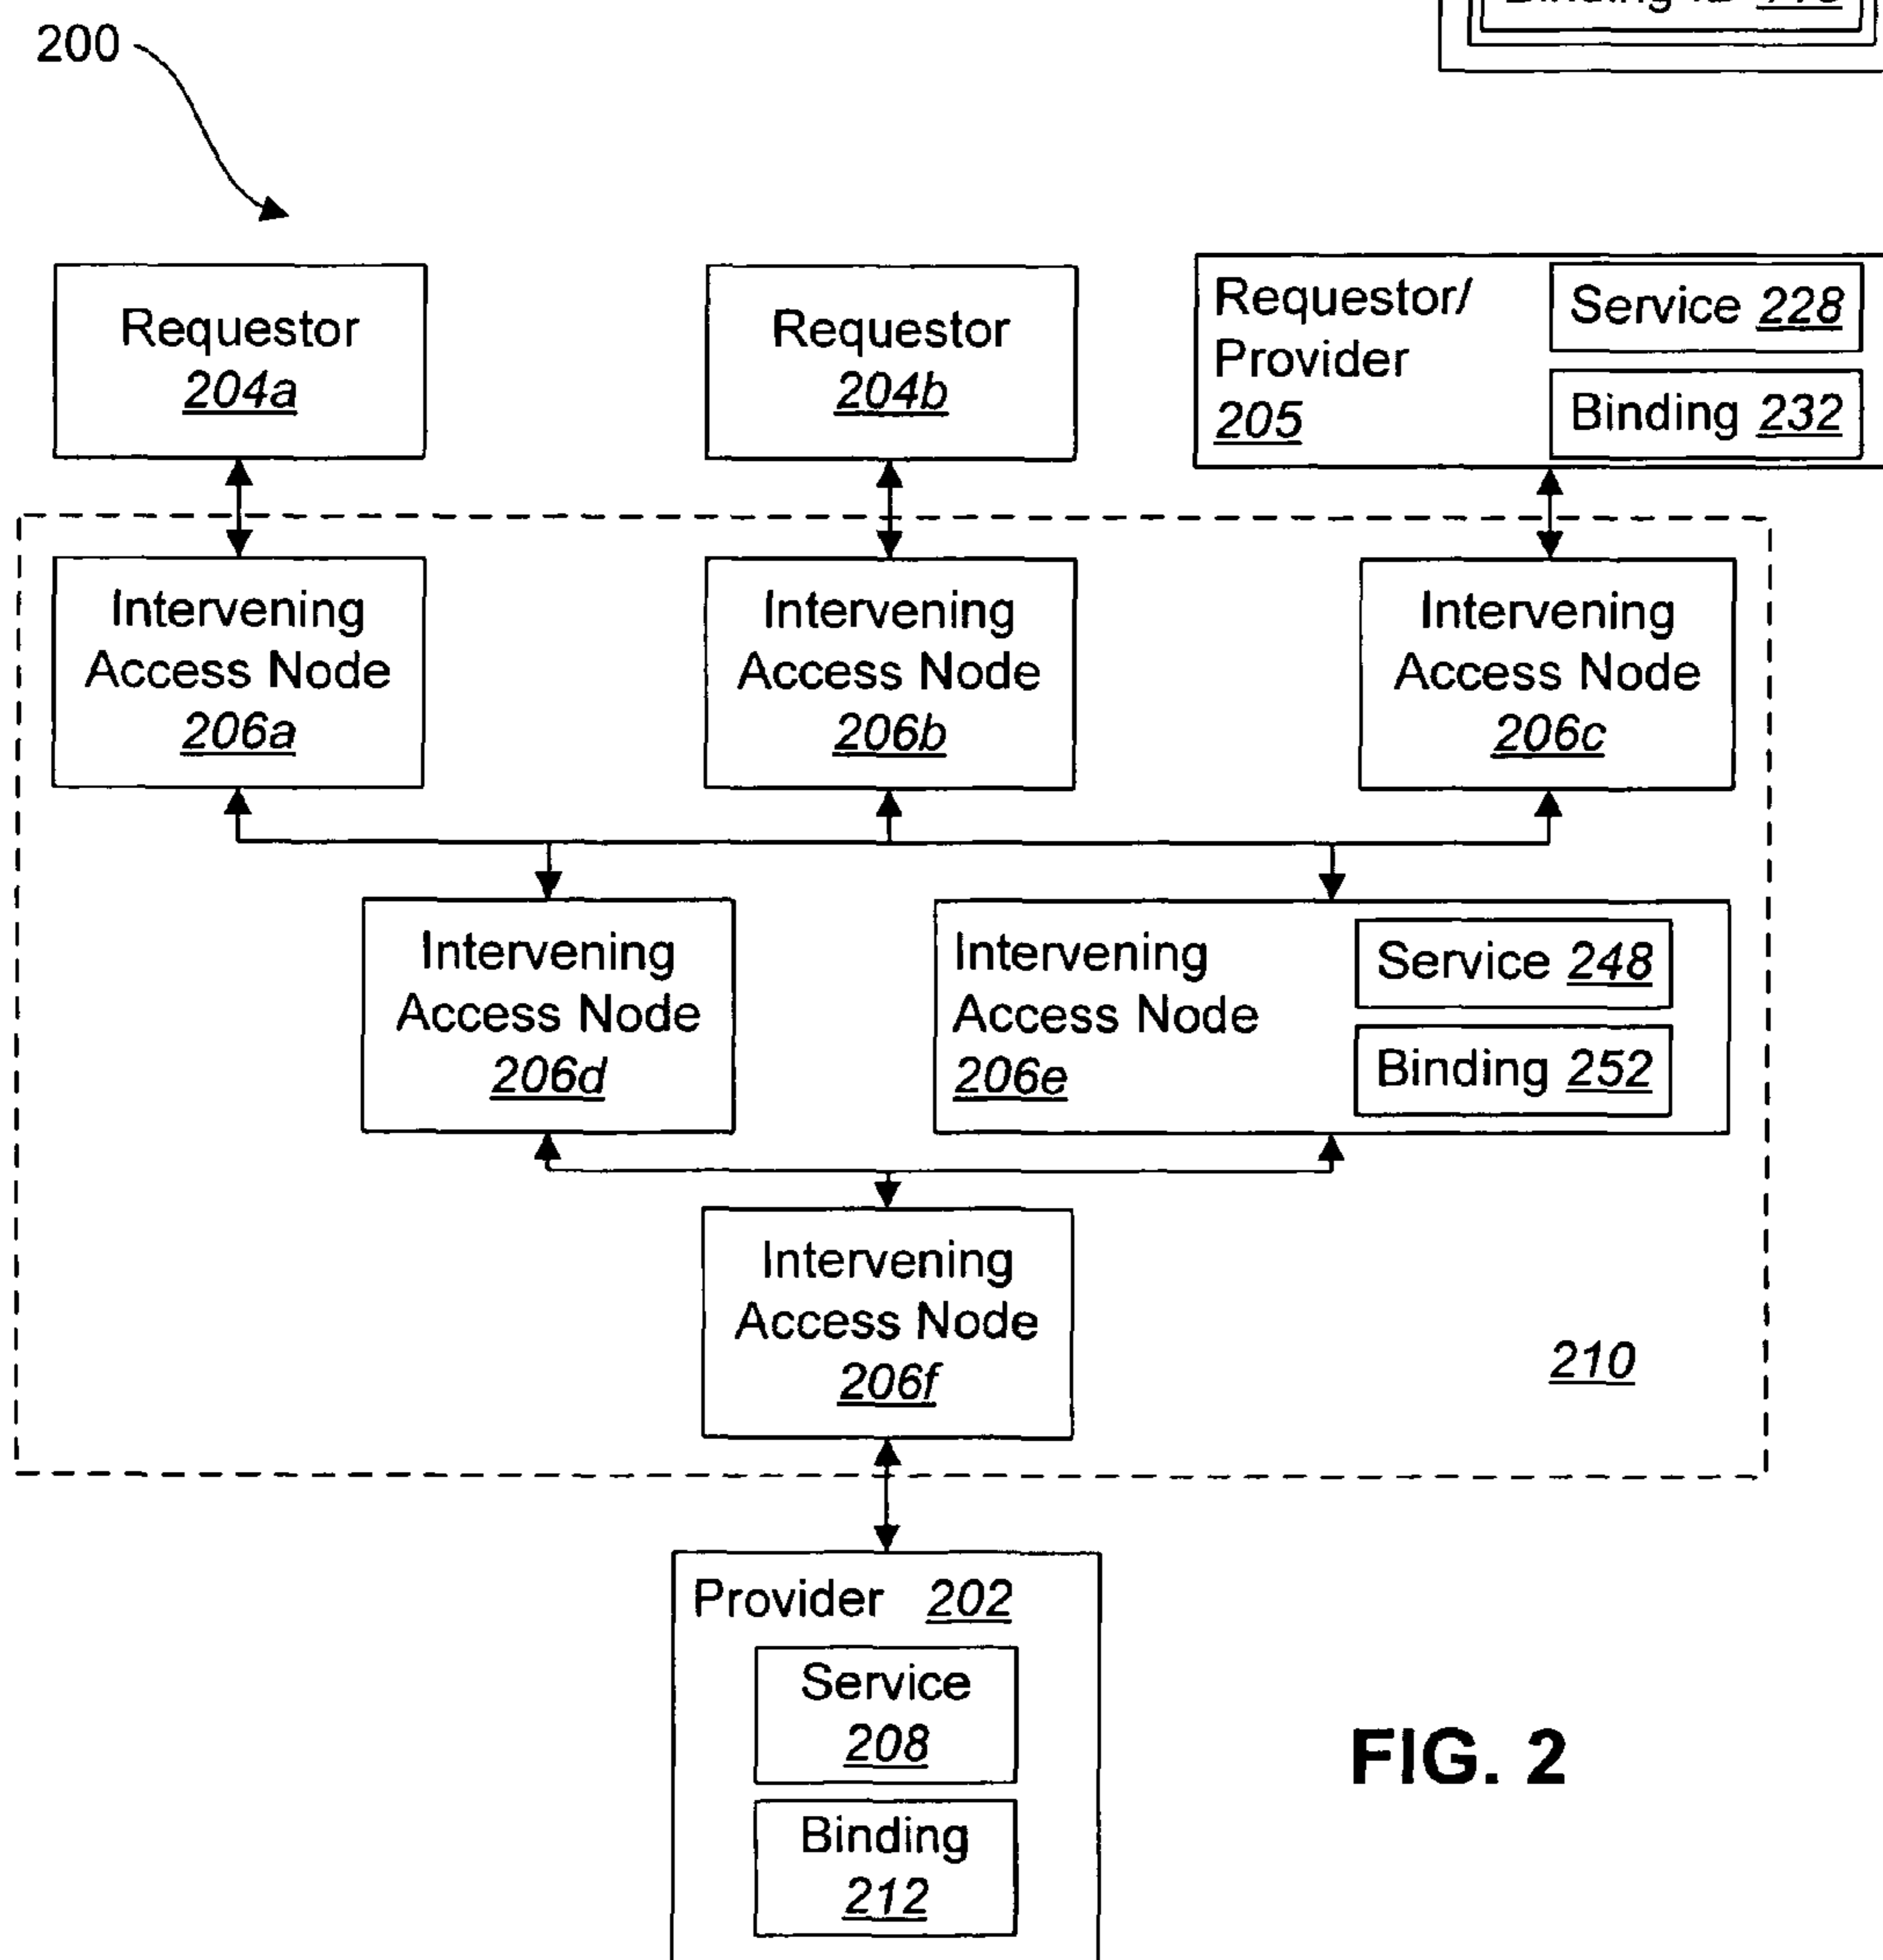 200
Requestor
204a
Requestor
204b
Requestor/
Provider
205
Service 228
Binding 232
Intervening
Access Node
206a
Intervening
Access Node
206b
Intervening
Access Node
206c
Intervening
Access Node
206d
Intervening
Access Node
206e
Service 248
Binding 252
Intervening
Access Node
206f
210
Provider 202
Service
208
Binding
212
FIG. 2